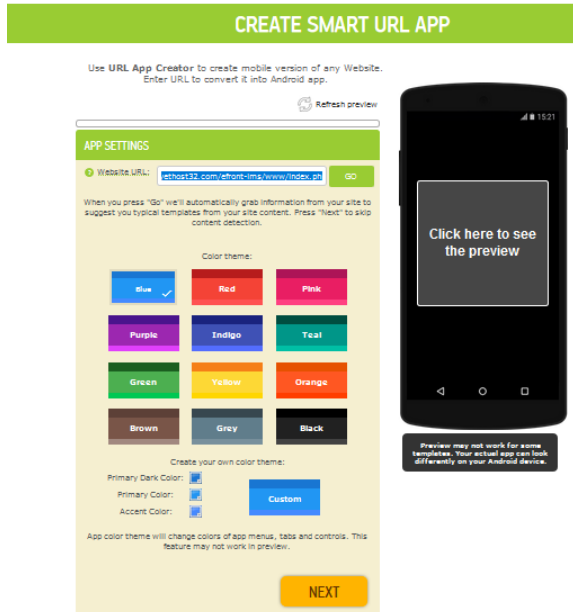 CREATE SMART URL APP
Use URL App Creator to create mobile version of any Website.
Enter URL to convert it into Android app.
Refresh preview
APP SETTINGS
? Website URL: jethost32.com/efront-lms/www/index.ph GO
When you press "Go" we'll automatically grab information from your site to
suggest you typical templates from your site content. Press "Next" to skip
content detection.
Color theme:
Blue Red Pink
Purple Indigo Teal
Green Yellow Orange
Brown Grey Black
Create your own color theme:
Primary Dark Color:
Primary Color:
Accent Color:
Custom
App color theme will change colors of app menus, tabs and controls. This
feature may not work in preview.
NEXT
15:21
Click here to see
the preview
Preview may not work for some
templates. Your actual app can look
differently on your Android device.